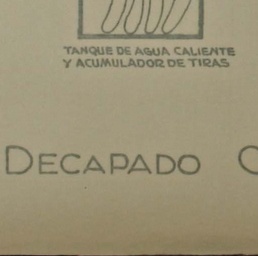 TANQUE DE AGUA CALIENTE
Y ACUMULADOR DE TIRAS
DECAPADO